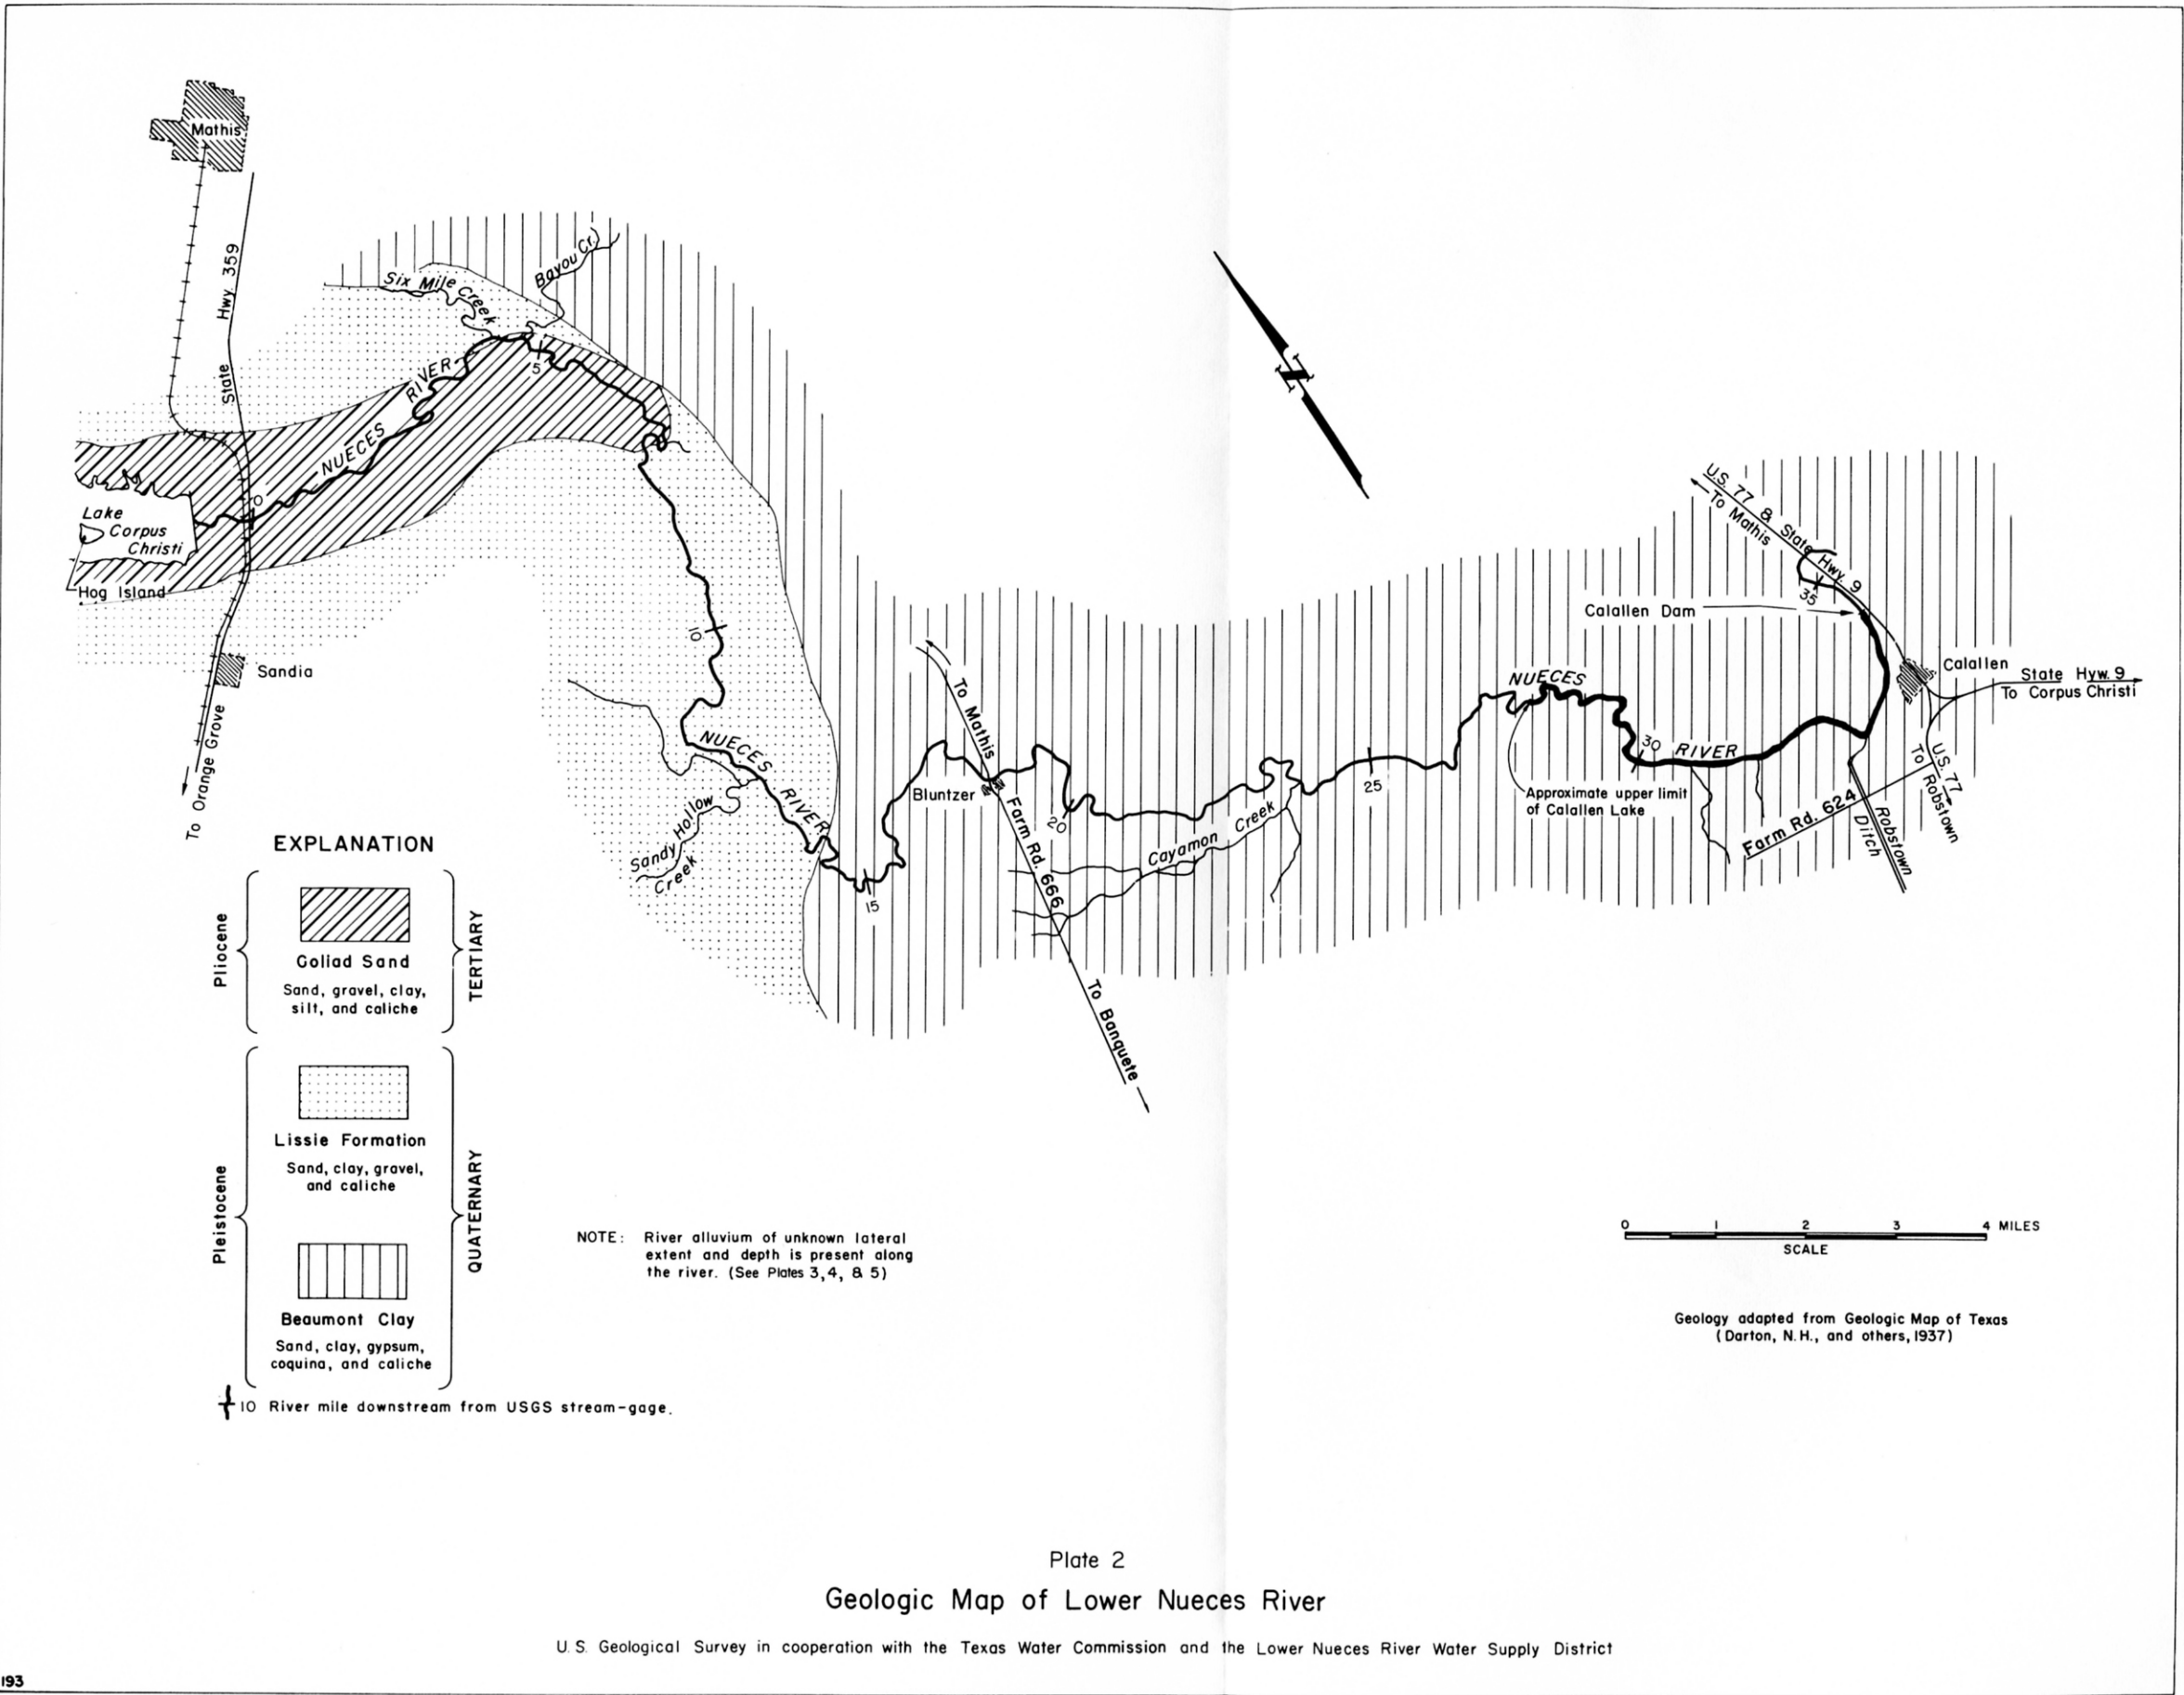 Mathis
State Hwy. 359
Six Mile Creek
Bayou Cr.
5
NUECES RIVER
0
Lake
Corpus
Christi
Hog Island
Sandia
To Orange Grove
10
NUECES RIVER
Sandy Hollow
Creek
15
To Mathis
Bluntzer
Farm Rd. 666
20
Cayamon Creek
To Banquete
25
N
U.S. 77 & State Hwy. 9
To Mathis
35
Calallen Dam
NUECES
30
RIVER
Approximate upper limit
of Calallen Lake
Calallen
State Hyw. 9
To Corpus Christi
U.S. 77
To Robstown
Farm Rd. 624
Robstown
Ditch
EXPLANATION
Pliocene
Goliad Sand
Sand, gravel, clay,
silt, and caliche
TERTIARY
Pleistocene
Lissie Formation
Sand, clay, gravel,
and caliche
QUATERNARY
Beaumont Clay
Sand, clay, gypsum,
coquina, and caliche
10 River mile downstream from USGS stream-gage.
NOTE: River alluvium of unknown lateral
extent and depth is present along
the river. (See Plates 3, 4, & 5)
0 1 2 3 4 MILES
SCALE
Geology adapted from Geologic Map of Texas
(Darton, N. H., and others, 1937)
Plate 2
Geologic Map of Lower Nueces River
U. S. Geological Survey in cooperation with the Texas Water Commission and the Lower Nueces River Water Supply District
193